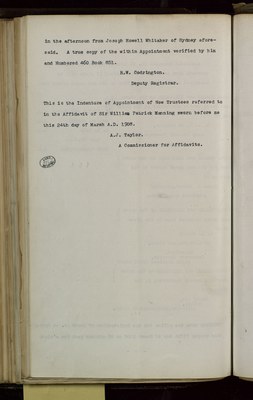 in the afternoon from Joseph Howell Whitaker of Sydney afore-
said. A true copy of the within Appointment verified by him
and Numbered 460 Book 851.
R.W. Codrington.
Deputy Registrar.
This is the Indenture of Appointment of New Trustees referred to
in the Affidavit of Sir William Patrick Manning sworn before me
this 24th day of March A.D. 1908.
A.J. Taylor.
A Commissioner for Affidavits.